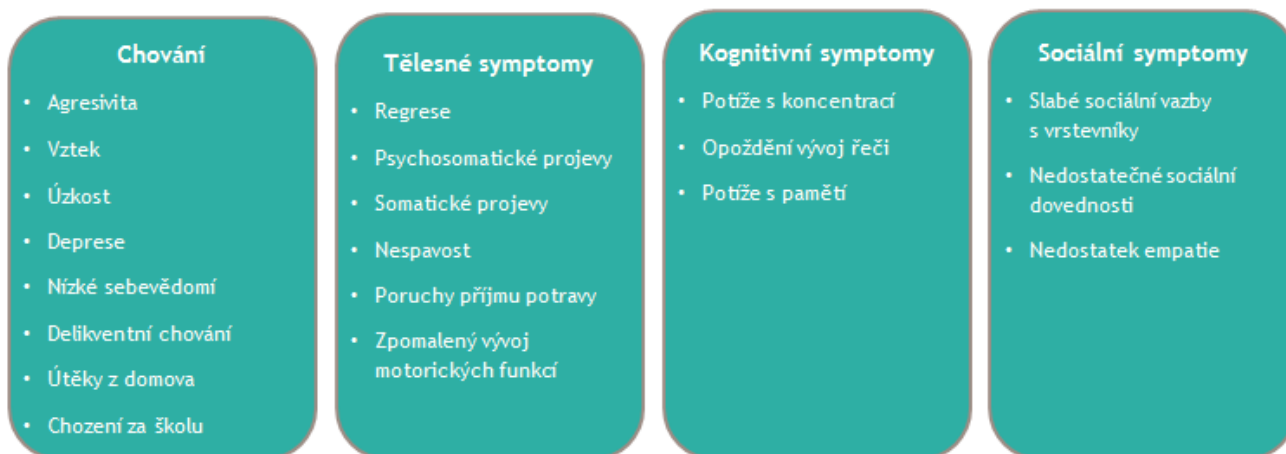 Chování
• Agresivita
• Vztek
• Úzkost
• Deprese
• Nízké sebevědomí
• Delikventní chování
• Útěky z domova
• Chození za školu
Tělesné symptomy
• Regrese
• Psychosomatické projevy
• Somatické projevy
• Nespavost
• Poruchy příjmu potravy
• Zpomalený vývoj
motorických funkcí
Kognitivní symptomy
• Potíže s koncentrací
• Opoždění vývoj řeči
• Potíže s pamětí
Sociální symptomy
• Slabé sociální vazby
s vrstevníky
• Nedostatečné sociální
dovednosti
• Nedostatek empatie